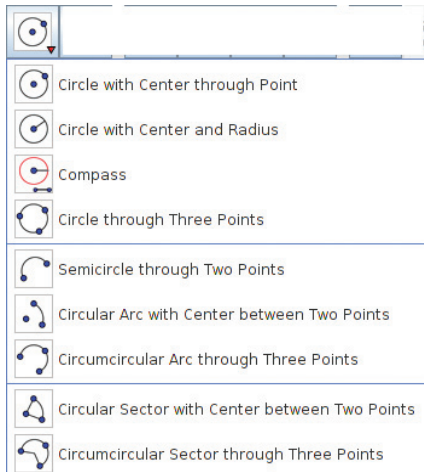 Circle with Center through Point
Circle with Center and Radius
Compass
Circle through Three Points
Semicircle through Two Points
Circular Arc with Center between Two Points
Circumcircular Arc through Three Points
Circular Sector with Center between Two Points
Circumcircular Sector through Three Points